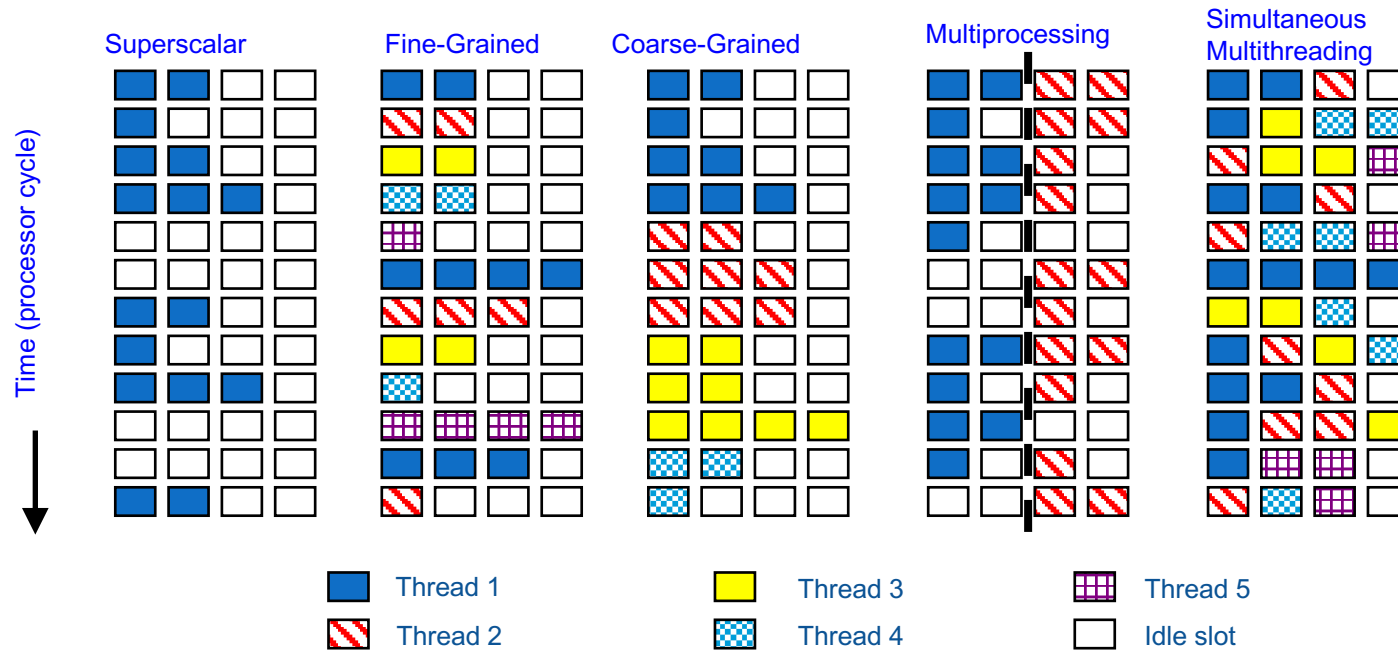 Superscalar
Fine-Grained
Coarse-Grained
Multiprocessing
Simultaneous
Multithreading
Time (processor cycle)
Thread 1
Thread 3
Thread 5
Thread 2
Thread 4
Idle slot